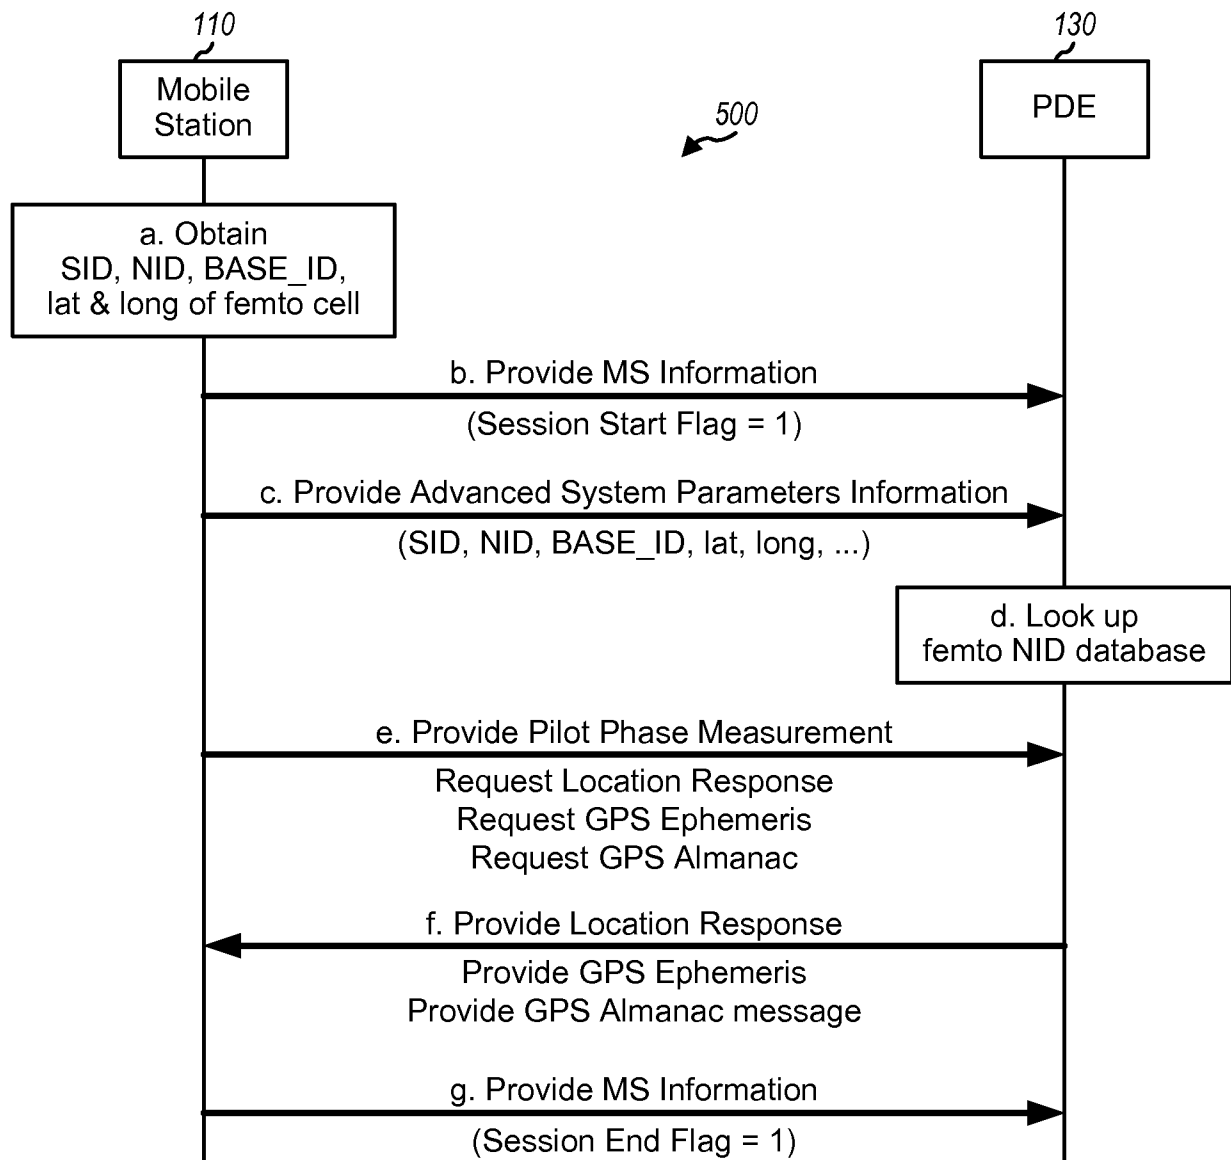 110
130
Mobile
Station
PDE
500
a. Obtain
SID, NID, BASE_ID,
lat & long of femto cell
b. Provide MS Information
(Session Start Flag = 1)
c. Provide Advanced System Parameters Information
(SID, NID, BASE_ID, lat, long, ...)
d. Look up
femto NID database
e. Provide Pilot Phase Measurement
Request Location Response
Request GPS Ephemeris
Request GPS Almanac
f. Provide Location Response
Provide GPS Ephemeris
Provide GPS Almanac message
g. Provide MS Information
(Session End Flag = 1)